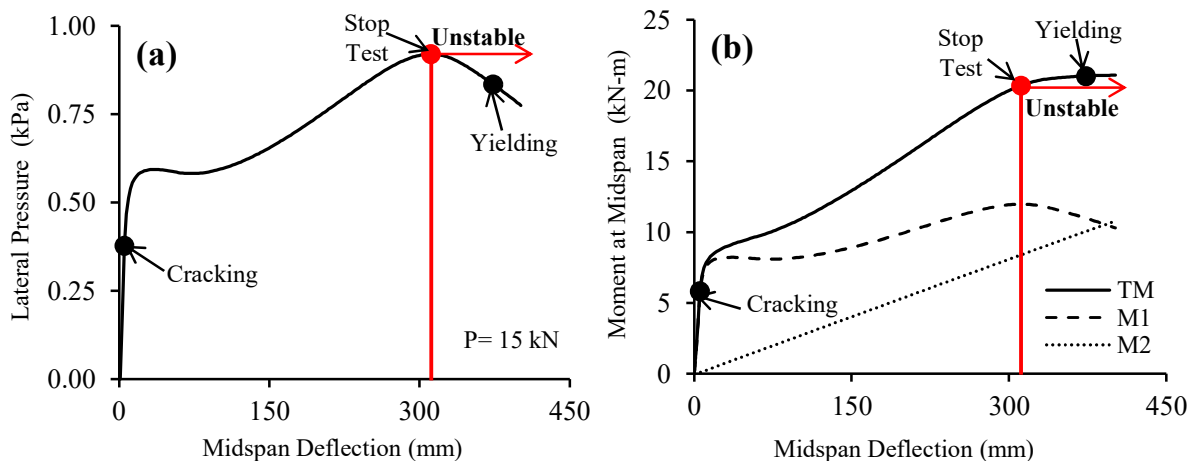 (a)
Stop
Test
Unstable
Yielding
Cracking
P= 15 kN
Lateral Pressure (kPa)
1.00
0.75
0.50
0.25
0.00
0
150
300
450
Midspan Deflection (mm)
(b)
Stop
Test
Yielding
Unstable
Cracking
TM
M1
M2
Moment at Midspan (kN-m)
25
20
15
10
5
0
0
150
300
450
Midspan Deflection (mm)